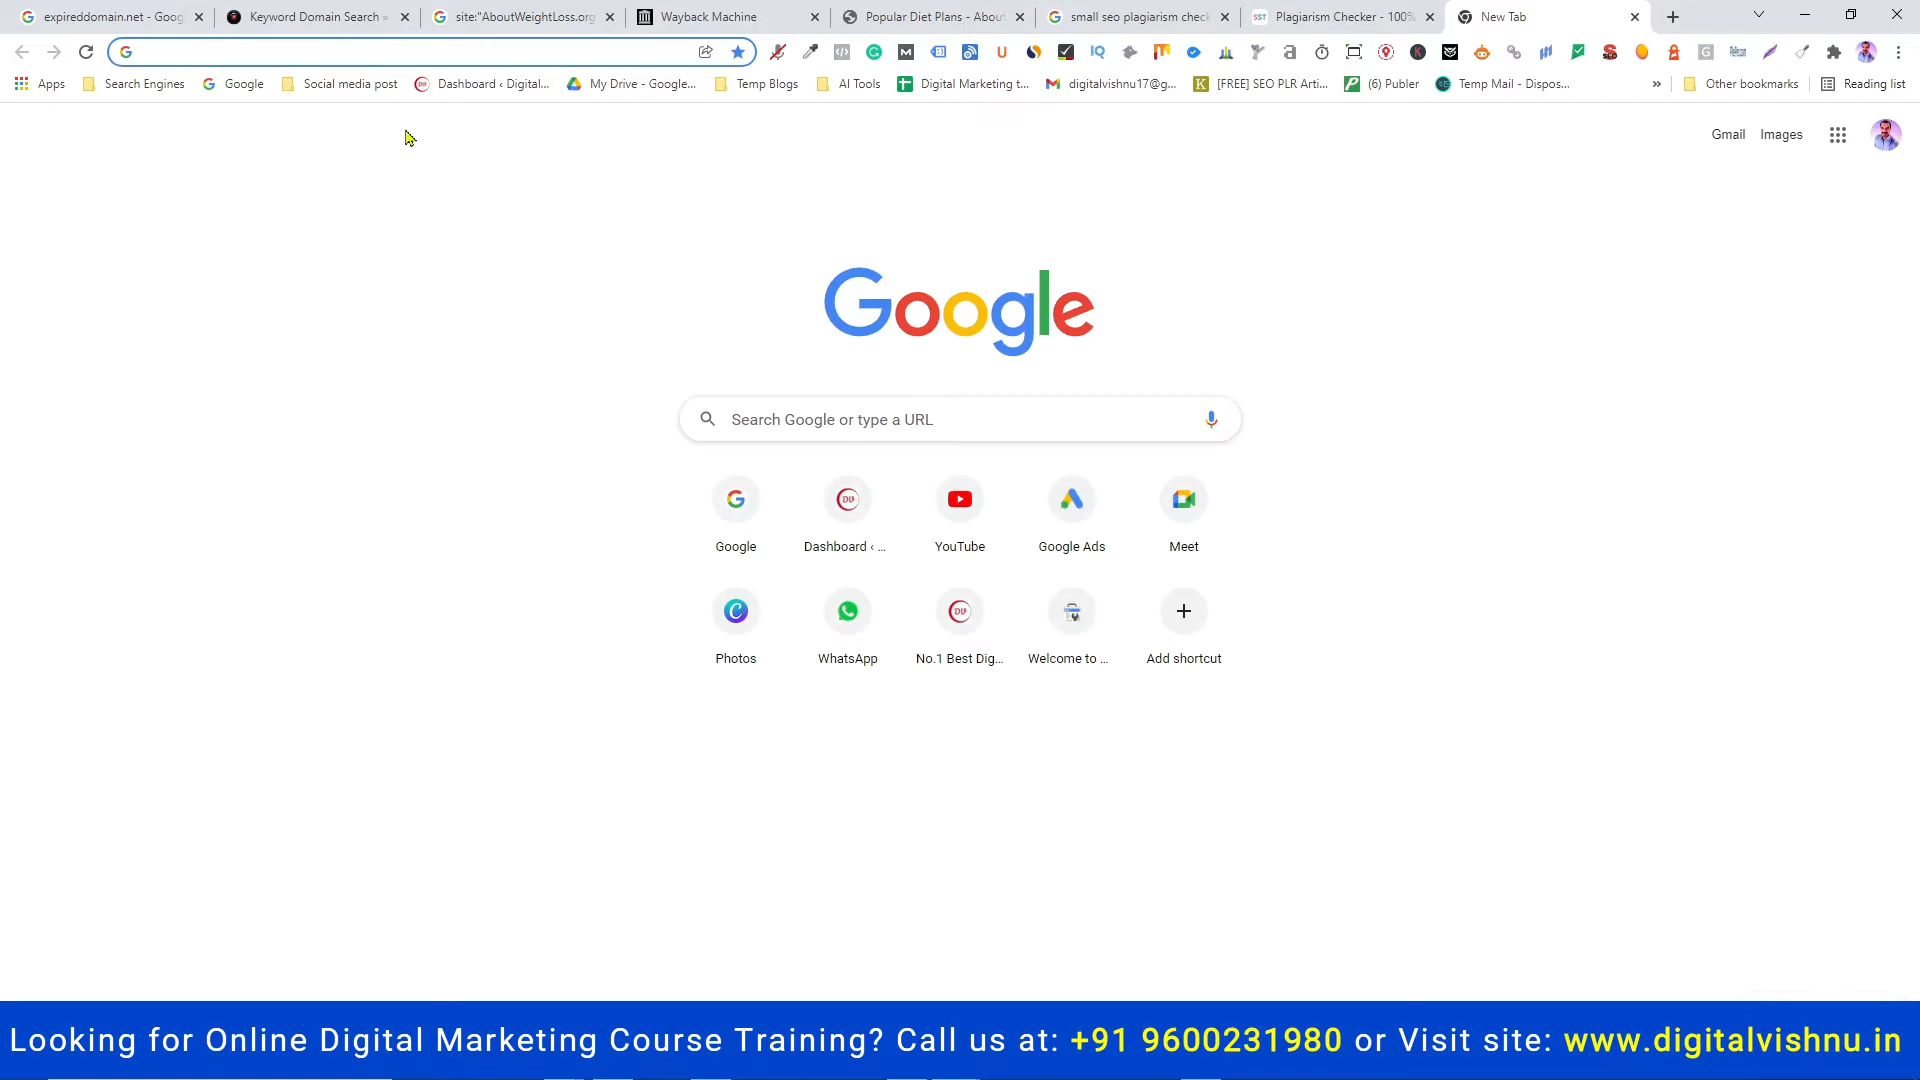 expireddomain.net - Goog
Keyword Domain Search »
site:"AboutWeightLoss.org
Wayback Machine
Popular Diet Plans - About
small seo plagiarism check
SST
Plagiarism Checker - 100%
New Tab
Apps
Search Engines
Google
Social media post
Dashboard ‹ Digital...
My Drive - Google...
Temp Blogs
AI Tools
Digital Marketing t...
digitalvishnu17@g...
[FREE] SEO PLR Arti...
(6) Publer
Temp Mail - Dispos...
»
Other bookmarks
Reading list
Gmail
Images
Google
Search Google or type a URL
Google
Dashboard ‹ ...
YouTube
Google Ads
Meet
Photos
WhatsApp
No.1 Best Dig...
Welcome to ...
Add shortcut
Looking for Online Digital Marketing Course Training? Call us at: +91 9600231980 or Visit site: www.digitalvishnu.in